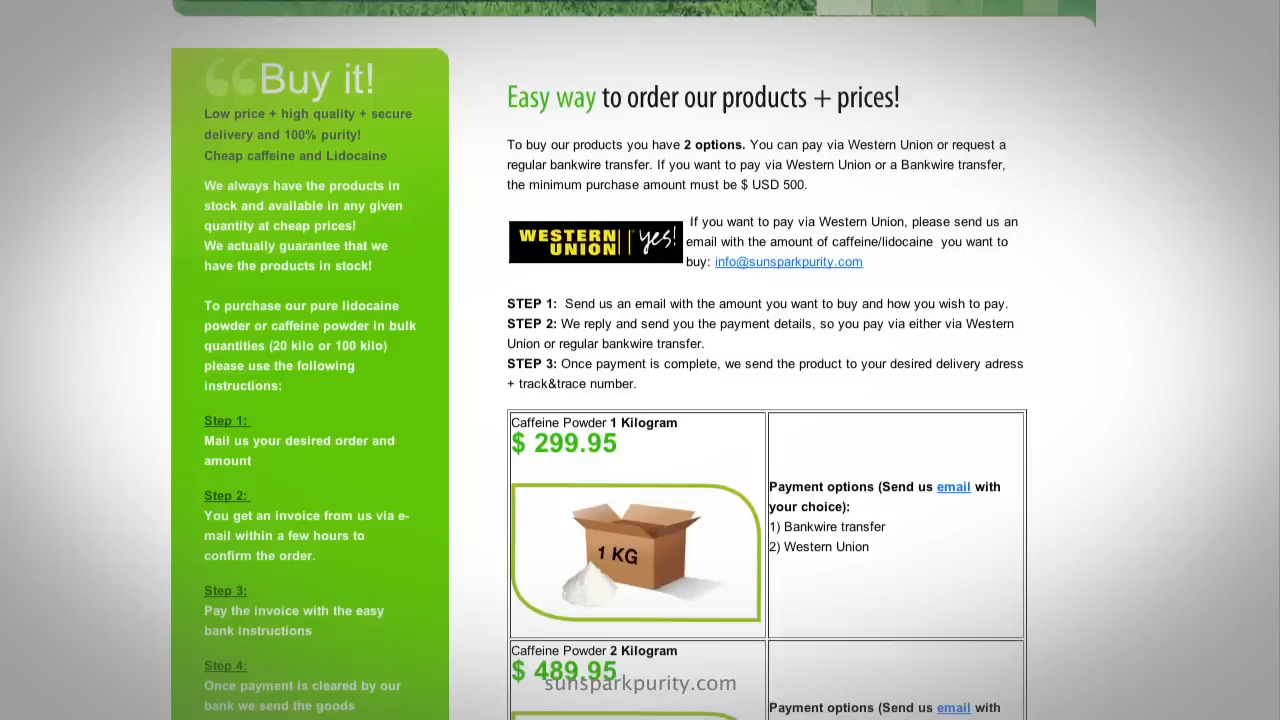 Buy it!
Low price + high quality + secure
delivery and 100% purity!
Cheap caffeine and Lidocaine
We always have the products in
stock and available in any given
quantity at cheap prices!
We actually guarantee that we
have the products in stock!
To purchase our pure lidocaine
powder or caffeine powder in bulk
quantities (20 kilo or 100 kilo)
please use the following
instructions:
Step 1:
Mail us your desired order and
amount
Step 2:
You get an invoice from us via e-
mail within a few hours to
confirm the order.
Step 3:
Pay the invoice with the easy
bank instructions
Step 4:
Once payment is cleared by our
bank we send the goods
Easy way to order our products + prices!
To buy our products you have 2 options. You can pay via Western Union or request a
regular bankwire transfer. If you want to pay via Western Union or a Bankwire transfer,
the minimum purchase amount must be $ USD 500.
WESTERN
UNION
yes!
If you want to pay via Western Union, please send us an
email with the amount of caffeine/lidocaine you want to
buy: info@sunsparkpurity.com
STEP 1: Send us an email with the amount you want to buy and how you wish to pay.
STEP 2: We reply and send you the payment details, so you pay via either via Western
Union or regular bankwire transfer.
STEP 3: Once payment is complete, we send the product to your desired delivery adress
+ track&trace number.
Caffeine Powder 1 Kilogram
$ 299.95
1 KG
Payment options (Send us email with
your choice):
1) Bankwire transfer
2) Western Union
Caffeine Powder 2 Kilogram
$ 489.95
Payment options (Send us email with
sunsparkpurity.com